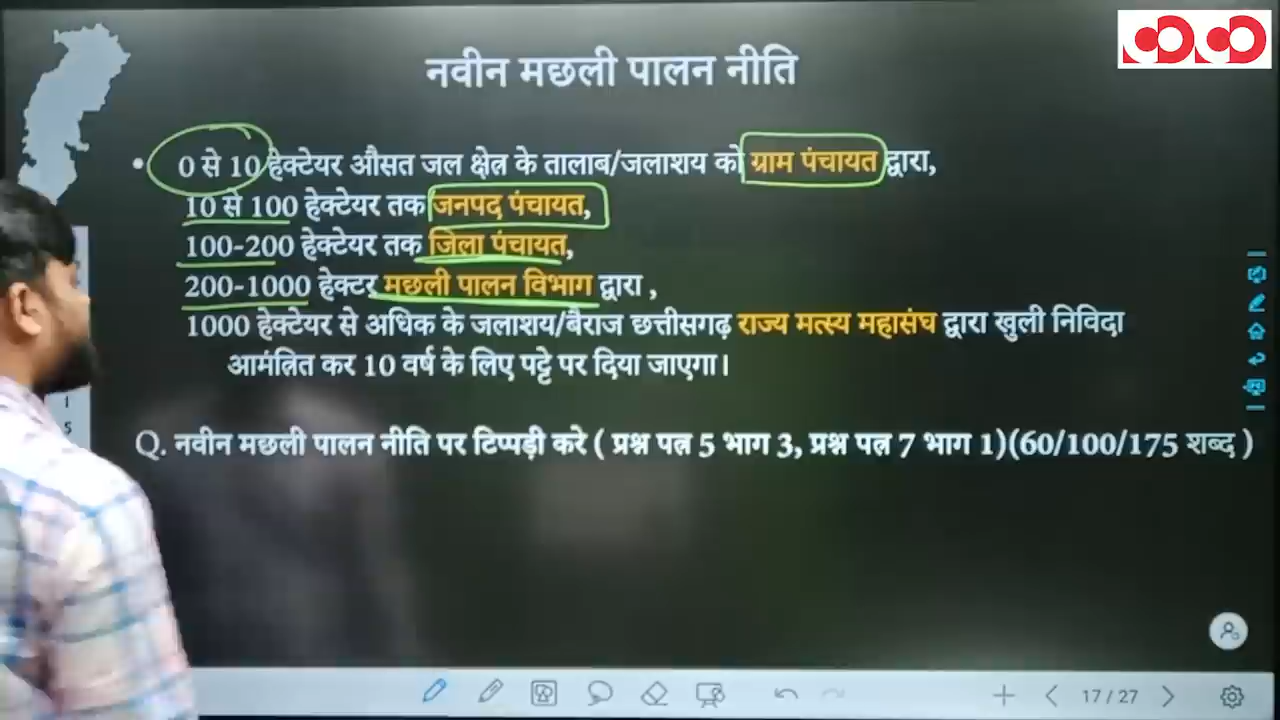 नवीन मछली पालन नीति
• 0 से 10 हेक्टेयर औसत जल क्षेत्र के तालाब/जलाशय को ग्राम पंचायत द्वारा,
10 से 100 हेक्टेयर तक जनपद पंचायत,
100-200 हेक्टेयर तक जिला पंचायत,
200-1000 हेक्टर मछली पालन विभाग द्वारा ,
1000 हेक्टेयर से अधिक के जलाशय/बैराज छत्तीसगढ़ राज्य मत्स्य महासंघ द्वारा खुली निविदा
आमंत्रित कर 10 वर्ष के लिए पट्टे पर दिया जाएगा।
Q. नवीन मछली पालन नीति पर टिप्पड़ी करे ( प्रश्न पत्र 5 भाग 3, प्रश्न पत्र 7 भाग 1)(60/100/175 शब्द )
17 / 27